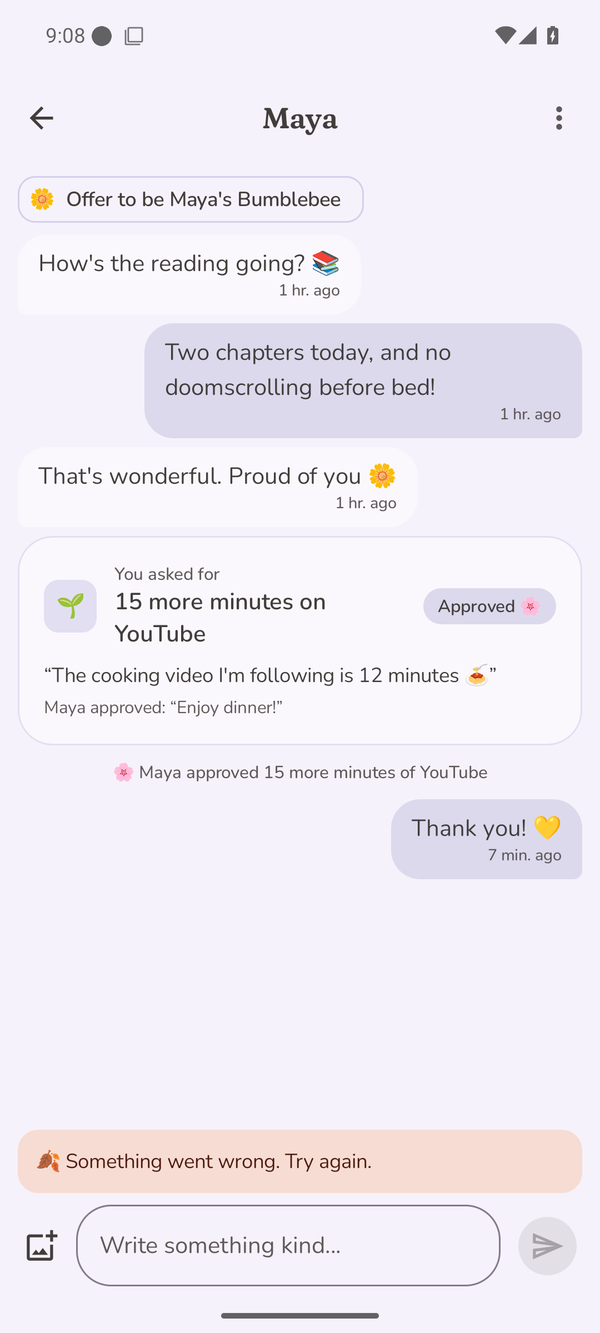 9:08
Maya
🌼 Offer to be Maya's Bumblebee
How's the reading going? 📚
1 hr. ago
Two chapters today, and no
doomscrolling before bed!
1 hr. ago
That's wonderful. Proud of you 🌼
1 hr. ago
You asked for
15 more minutes on
YouTube
Approved 🌸
“The cooking video I'm following is 12 minutes 🍝”
Maya approved: “Enjoy dinner!”
🌸 Maya approved 15 more minutes of YouTube
Thank you! 💛
7 min. ago
🍂 Something went wrong. Try again.
Write something kind...